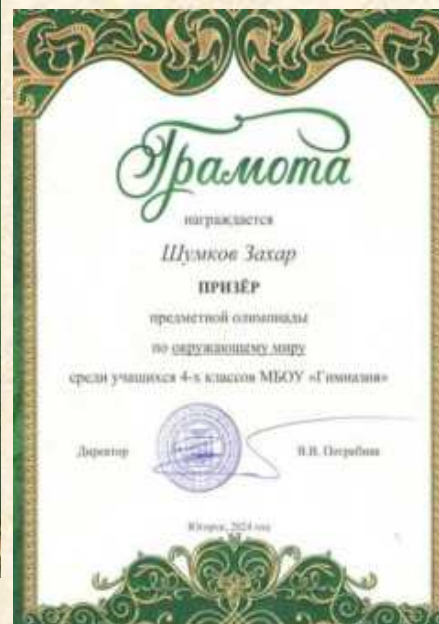 Грамота
награждается
Шумков Захар
ПРИЗЁР
предметной олимпиады
по окружающему миру
среди учащихся 4-х классов МБОУ «Гимназия»
Директор В.В. Погребняк
Югорск, 2024 год